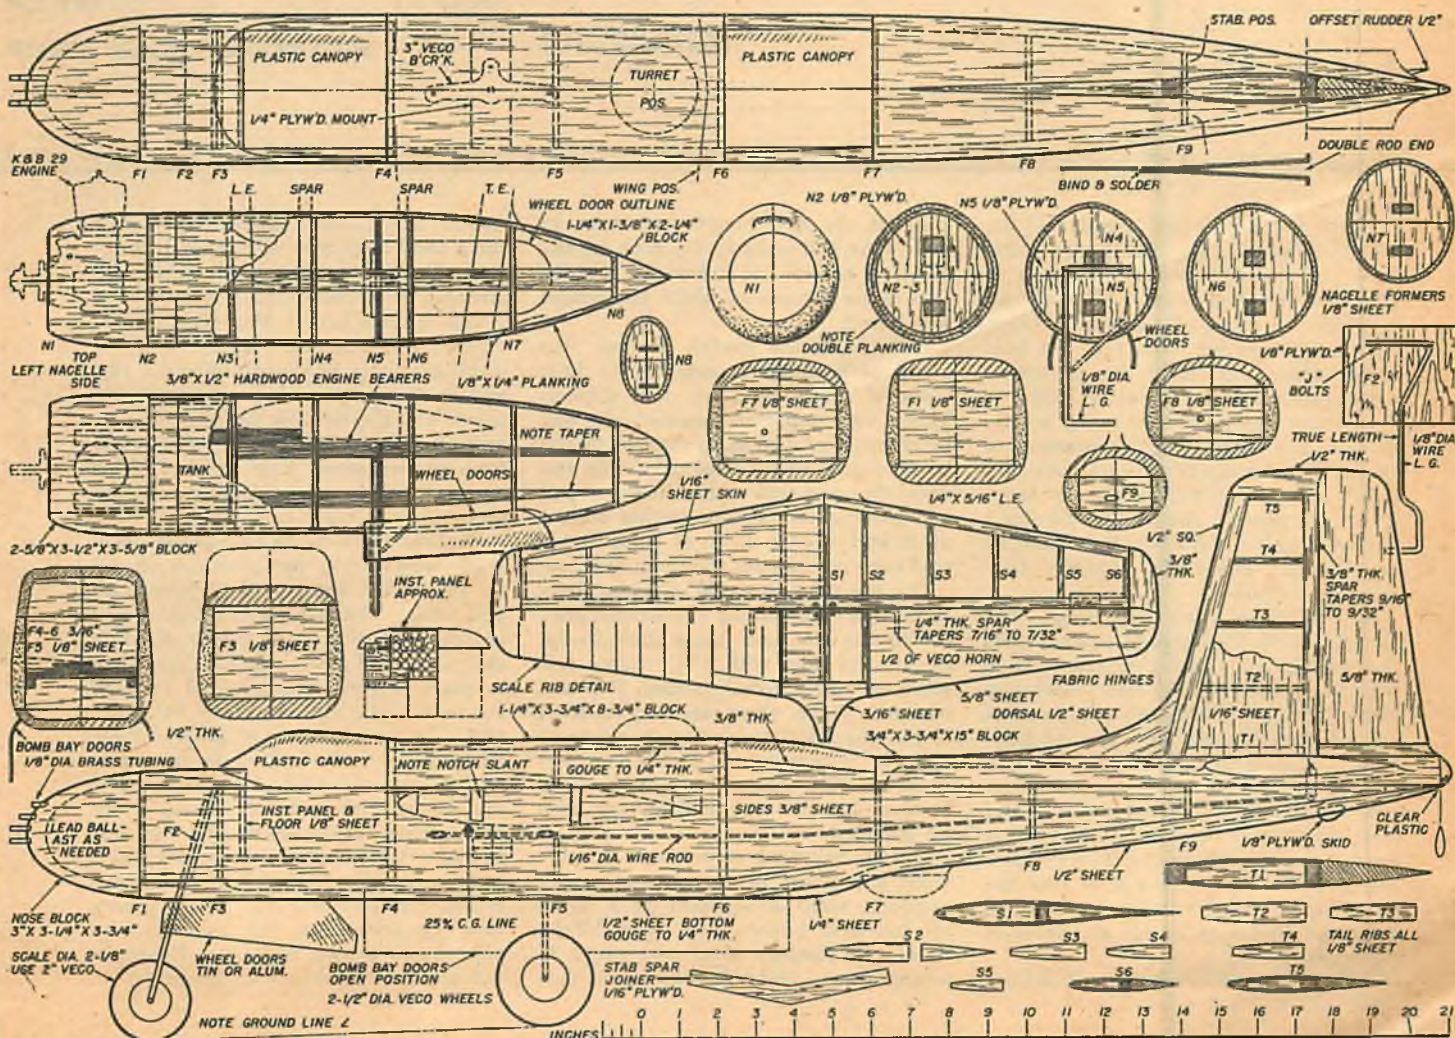 STAB. POS.
OFFSET RUDDER 1/2"
PLASTIC CANOPY
3" VECO
B'CR'K.
TURRET
POS.
PLASTIC CANOPY
1/4" PLYW'D. MOUNT
K & B 29
ENGINE
F1
F2
F3
F4
F5
WING POS.
F6
F7
F8
F9
DOUBLE ROD END
BIND & SOLDER
L.E.
SPAR
SPAR
T.E.
WHEEL DOOR OUTLINE
1-1/4" X 1-3/8" X 2-1/4"
BLOCK
N2 1/8" PLYW'D.
N5 1/8" PLYW'D.
N1
N2-3
N4
N5
N6
N7
NOTE
DOUBLE PLANKING
WHEEL
DOORS
NAGELLE FORMERS
1/8" SHEET
N1
TOP
N2
N3
N4
N5
N6
N7
N8
N8
LEFT NACELLE
SIDE
3/8" X 1/2" HARDWOOD ENGINE BEARERS
1/8" X 1/4" PLANKING
TANK
NOTE TAPER
WHEEL DOORS
2-5/8" X 3-1/2" X 3-5/8" BLOCK
F7 1/8" SHEET
F1 1/8" SHEET
1/8" DIA.
WIRE
L. G.
F8 1/8" SHEET
F9
1/8" PLYW'D.
"J"
BOLTS
F2
TRUE LENGTH
1/8" DIA.
WIRE
L. G.
1/2" THK.
1/16"
SHEET SKIN
1/4" X 5/16" L.E.
S1
S2
S3
S4
S5
S6
3/8"
THK.
1/2" SQ.
T5
T4
T3
T2
1/16" SHEET
T1
3/8" THK.
SPAR
TAPERS 9/16"
TO 9/32"
5/8" THK.
1/4" THK. SPAR
TAPERS 7/16" TO 7/32"
1/2 OF VECO HORN
FABRIC HINGES
SCALE RIB DETAIL
5/8" SHEET
3/16" SHEET
DORSAL 1/2" SHEET
INST. PANEL
APPROX.
F4-6 3/16"
F5 1/8" SHEET
F3 1/8" SHEET
BOMB BAY DOORS
1/8" DIA. BRASS TUBING
1/2" THK.
1-1/4" X 3-3/4" X 8-3/4" BLOCK
3/8" THK.
3/4" X 3-3/4" X 15" BLOCK
PLASTIC CANOPY
NOTE NOTCH SLANT
GOUGE TO 1/4" THK.
LEAD BALL-
AST AS
NEEDED
F2
INST. PANEL &
FLOOR 1/8" SHEET
SIDES 3/8" SHEET
1/16" DIA. WIRE ROD
CLEAR
PLASTIC
1/8" PLYW'D. SKID
F1
F3
F4
F5
F6
F7
F8
F9
1/2" SHEET
NOSE BLOCK
3" X 3-1/4" X 3-3/4"
25% C.G. LINE
1/2" SHEET BOTTOM
GOUGE TO 1/4" THK.
1/4" SHEET
SCALE DIA. 2-1/8"
USE 2" VECO
WHEEL DOORS
TIN OR ALUM.
BOMB BAY DOORS
OPEN POSITION
2-1/2" DIA. VECO WHEELS
STAB SPAR
JOINER
1/16" PLYW'D.
T1
S1
T2
T3
S2
S3
S4
T4
TAIL RIBS ALL
1/8" SHEET
S5
S6
T5
NOTE GROUND LINE ∠
INCHES
0 1 2 3 4 5 6 7 8 9 10 11 12 13 14 15 16 17 18 19 20 21